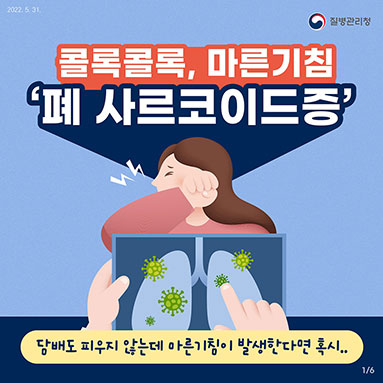 2022. 5. 31.
질병관리청
콜록콜록, 마른기침
‘폐 사르코이드증’
담배도 피우지 않는데 마른기침이 발생한다면 혹시..
1/6